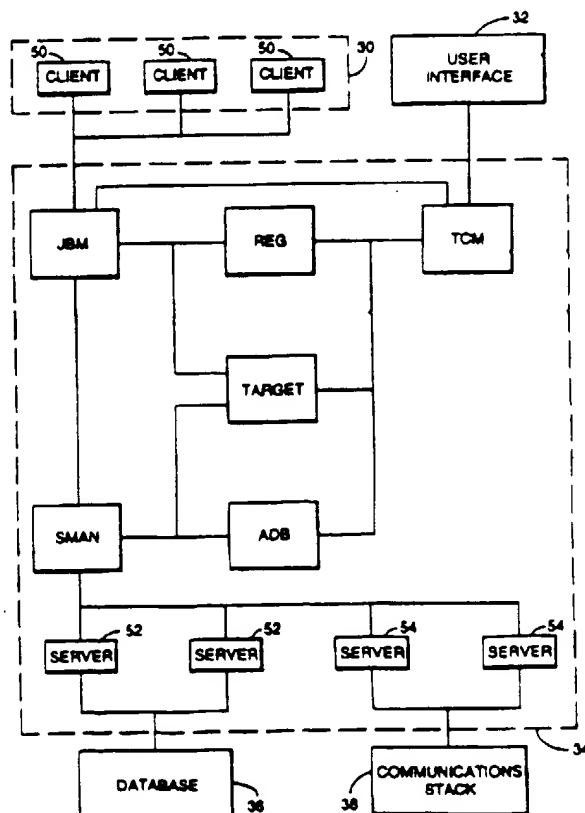 50
50
50
30
32
CLIENT
CLIENT
CLIENT
USER
INTERFACE
JBM
REG
TCM
TARGET
SMAN
ADB
52
52
54
54
SERVER
SERVER
SERVER
SERVER
34
DATABASE
36
38
COMMUNICATIONS
STACK